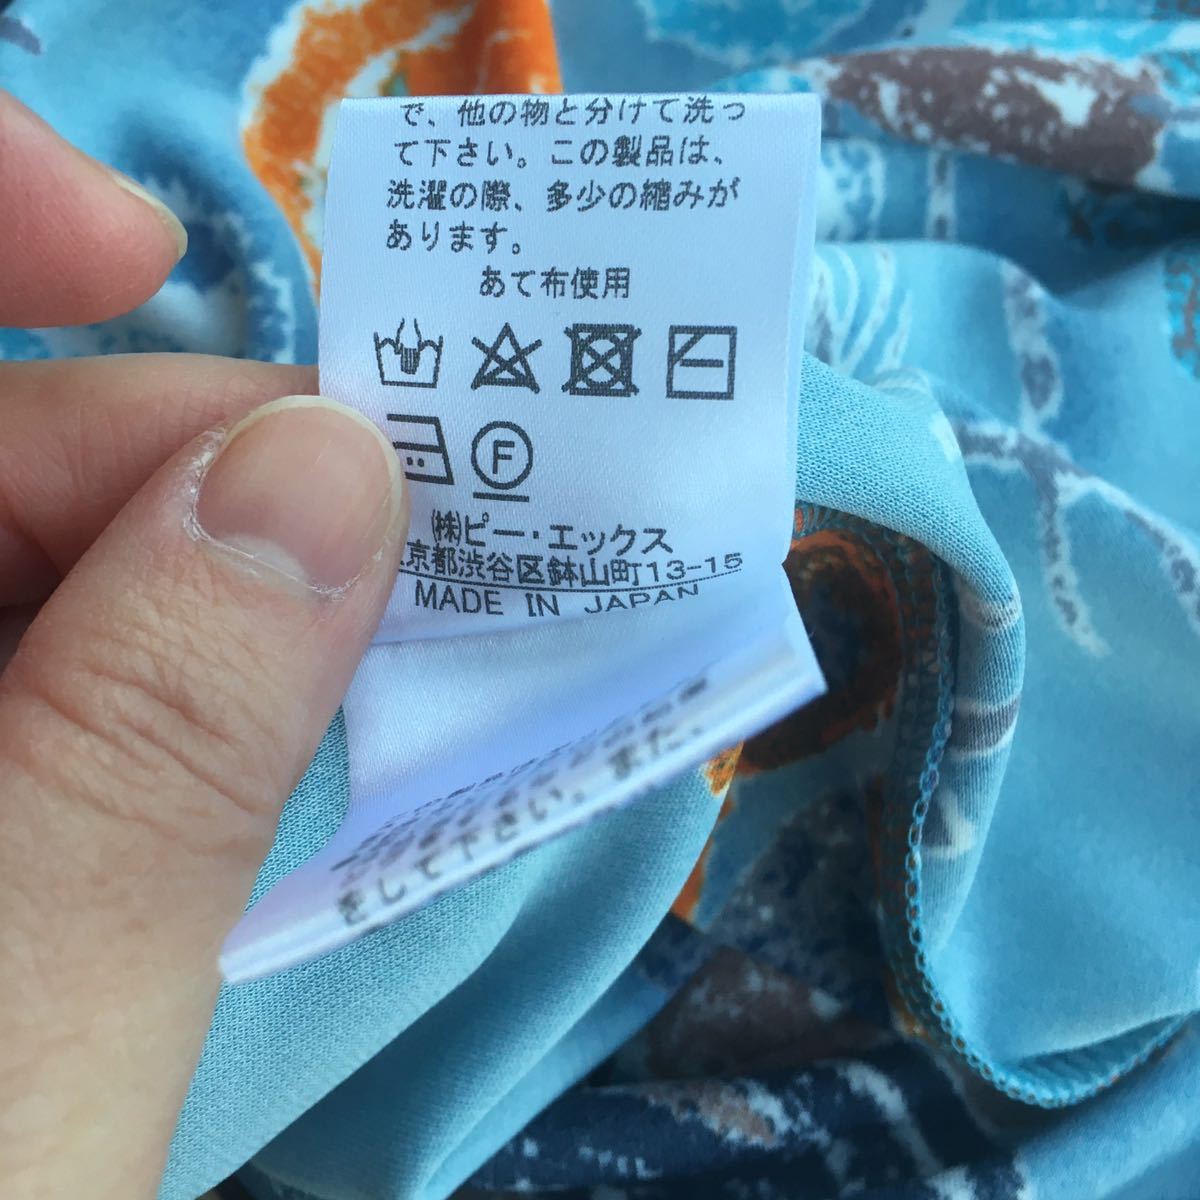 で、他の物と分けて洗っ
て下さい。この製品は、
洗濯の際、多少の縮みが
あります。
あて布使用
F
㈱ピー・エックス
京都渋谷区鉢山町13-15
MADE IN JAPAN
をして下さい。また、